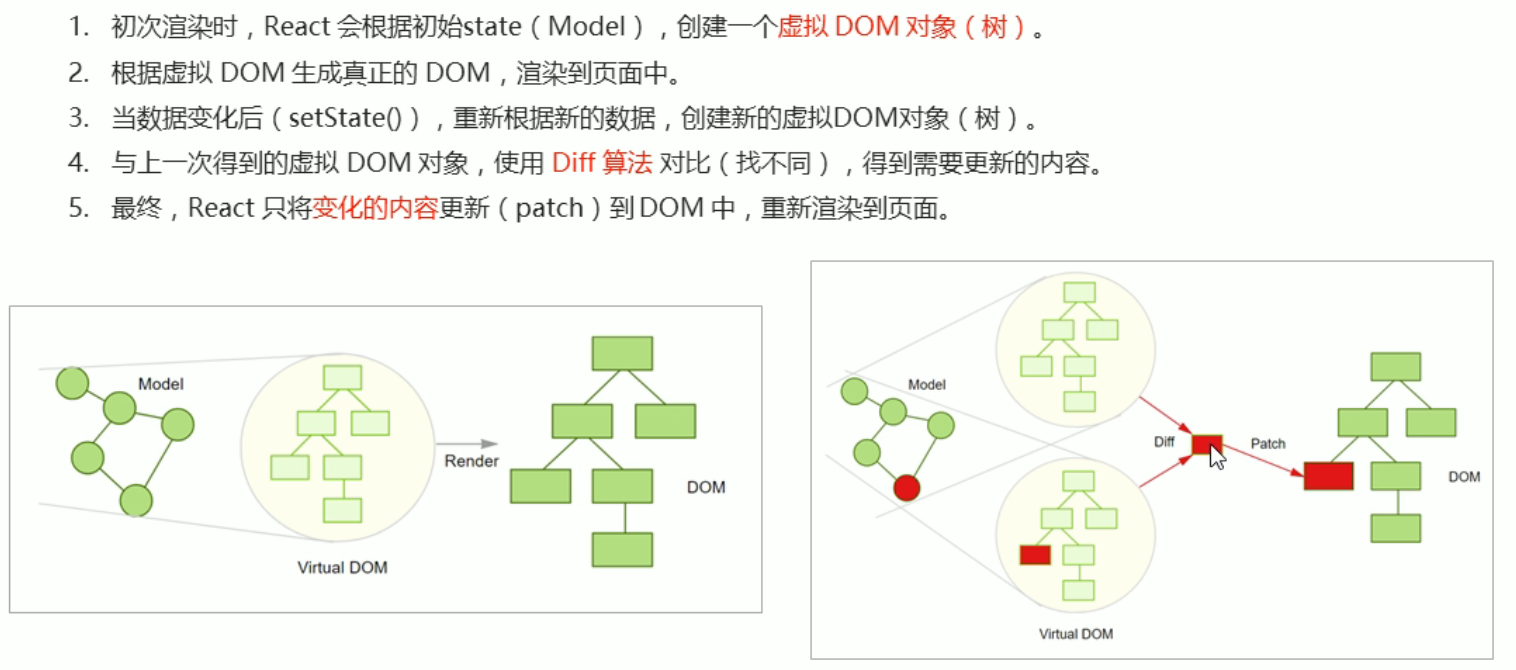 1. 初次渲染时，React 会根据初始state（Model），创建一个虚拟 DOM 对象（树）。
2. 根据虚拟 DOM 生成真正的 DOM，渲染到页面中。
3. 当数据变化后（setState()），重新根据新的数据，创建新的虚拟DOM对象（树）。
4. 与上一次得到的虚拟 DOM 对象，使用 Diff 算法 对比（找不同），得到需要更新的内容。
5. 最终，React 只将变化的内容更新（patch）到 DOM 中，重新渲染到页面。
Model
Render
DOM
Virtual DOM
Model
Diff
Patch
DOM
Virtual DOM